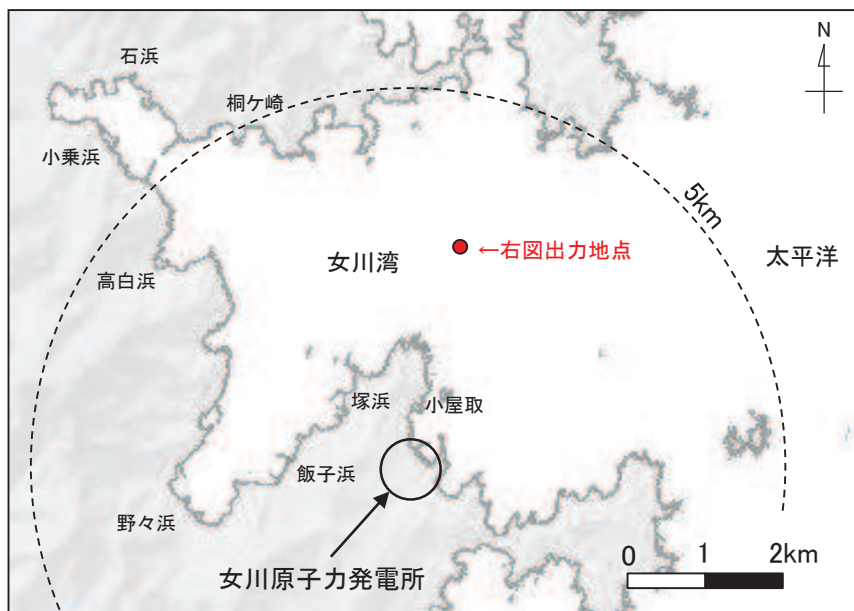 石浜
N
桐ケ崎
小乗浜
5km
女川湾
←右図出力地点
太平洋
高白浜
塚浜
小屋取
飯子浜
野々浜
女川原子力発電所
0 1 2km